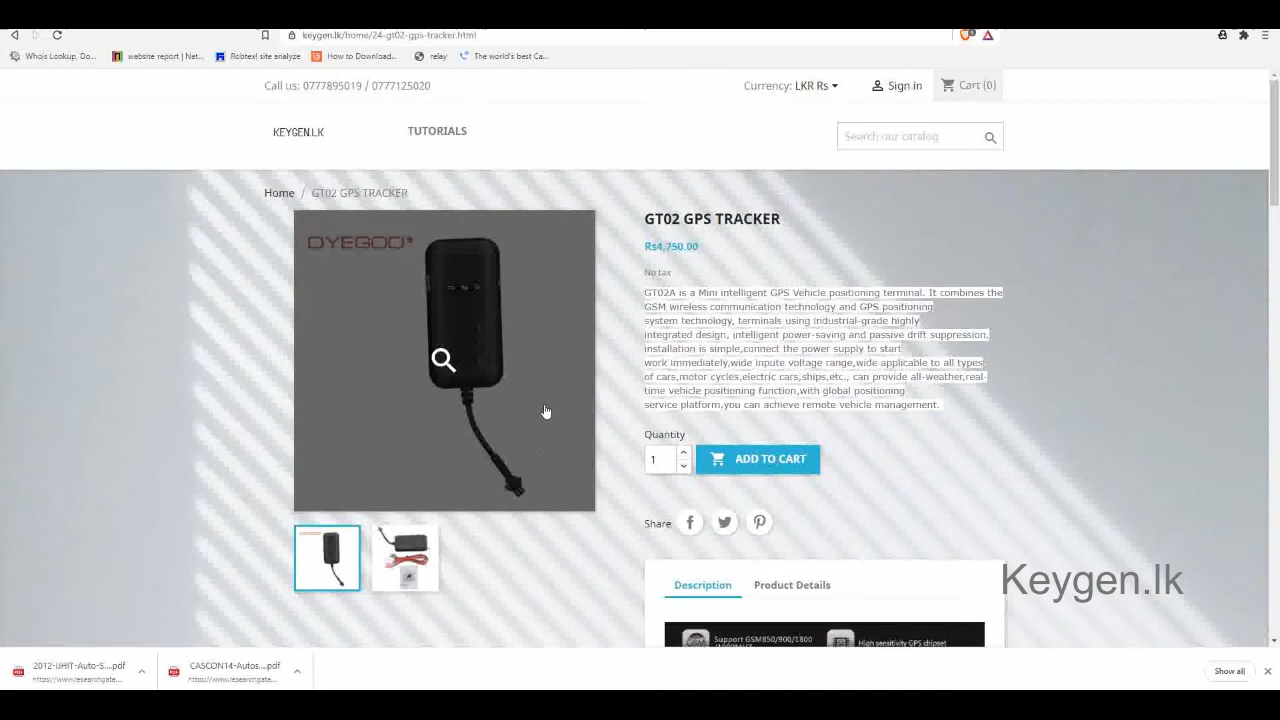 keygen.lk/home/24-gt02-gps-tracker.html
Whois Lookup, Do... website report | Net... Robtext site analyze How to Download... relay The world's best Ca...
Call us: 0777895019 / 0777125020 Currency: LKR Rs Sign in Cart (0)
KEYGEN.LK TUTORIALS Search our catalog
Home / GT02 GPS TRACKER
DYEGOO®
GT02 GPS TRACKER
Rs4,750.00
No tax
GT02A is a Mini intelligent GPS Vehicle positioning terminal. It combines the
GSM wireless communication technology and GPS positioning
system technology, terminals using industrial-grade highly
integrated design, intelligent power-saving and passive drift suppression,
installation is simple,connect the power supply to start
work immediately,wide inpute voltage range,wide applicable to all types
of cars,motor cycles,electric cars,ships,etc., can provide all-weather,real-
time vehicle positioning function,with global positioning
service platform,you can achieve remote vehicle management.
Quantity
1 ADD TO CART
Share
Description Product Details
Keygen.lk
Support GSM850/900/1800 High sensitivity GPS chipset
2012-IJHIT-Auto-S....pdf CASCON14-Autos....pdf Show all
https://www.researchgate... https://www.researchgate...